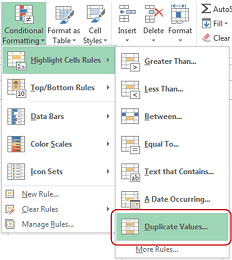 Conditional Formatting
Format as Table
Cell Styles
Insert
Delete
Format
AutoS
Fill
Clear
Highlight Cells Rules
Top/Bottom Rules
Data Bars
Color Scales
Icon Sets
New Rule...
Clear Rules
Manage Rules...
Greater Than...
Less Than...
Between...
Equal To...
Text that Contains...
A Date Occurring...
Duplicate Values...
More Rules...